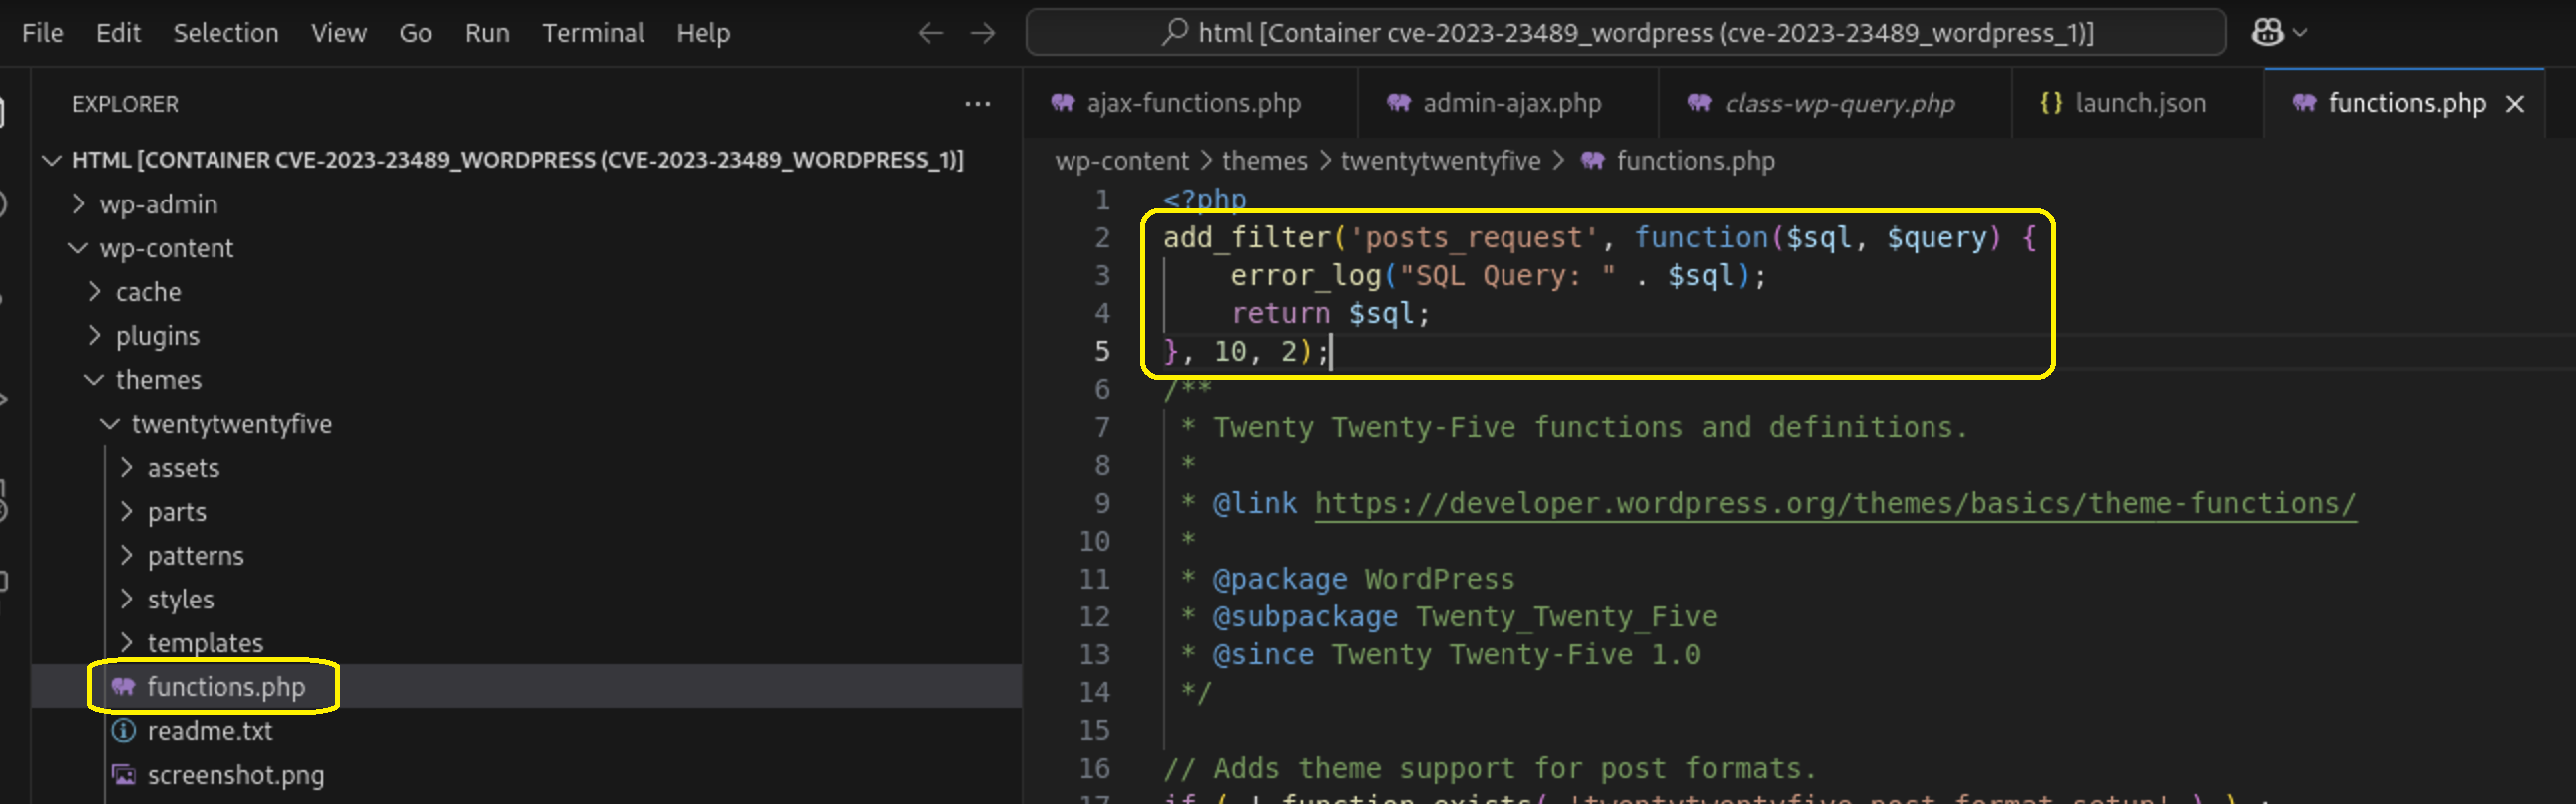 File Edit Selection View Go Run Terminal Help
html [Container cve-2023-23489_wordpress (cve-2023-23489_wordpress_1)]
EXPLORER
HTML [CONTAINER CVE-2023-23489_WORDPRESS (CVE-2023-23489_WORDPRESS_1)]
wp-admin
wp-content
cache
plugins
themes
twentytwentyfive
assets
parts
patterns
styles
templates
functions.php
readme.txt
screenshot.png
ajax-functions.php
admin-ajax.php
class-wp-query.php
{} launch.json
functions.php
wp-content > themes > twentytwentyfive > functions.php
1 <?php
2 add_filter('posts_request', function($sql, $query) {
3 error_log("SQL Query: " . $sql);
4 return $sql;
5 }, 10, 2);
6 /**
7 * Twenty Twenty-Five functions and definitions.
8 *
9 * @link https://developer.wordpress.org/themes/basics/theme-functions/
10 *
11 * @package WordPress
12 * @subpackage Twenty_Twenty_Five
13 * @since Twenty Twenty-Five 1.0
14 */
15
16 // Adds theme support for post formats.
17 if ( ! function_exists( 'twentytwentyfive_post_format_setup' ) ) :